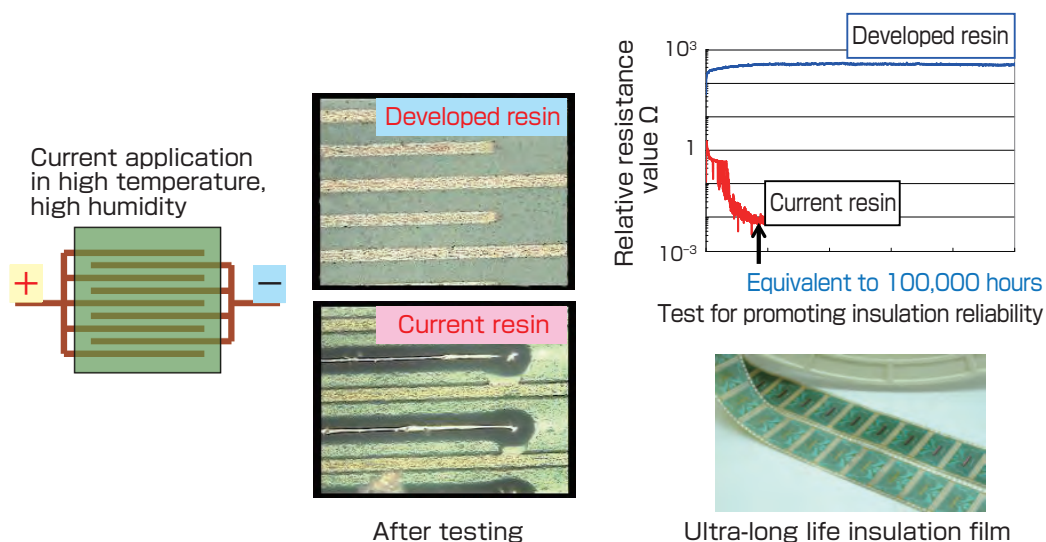 Current application
in high temperature,
high humidity
+
−
Developed resin
Current resin
After testing
Relative resistance
value Ω
10³
1
10⁻³
Developed resin
Current resin
Equivalent to 100,000 hours
Test for promoting insulation reliability
Ultra-long life insulation film